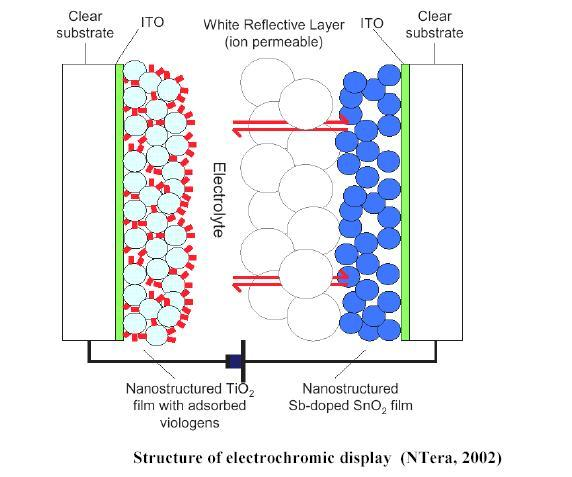 Clear
substrate
ITO
White Reflective Layer
(ion permeable)
ITO
Clear
substrate
Electrolyte
Nanostructured TiO₂
film with adsorbed
viologens
Nanostructured
Sb-doped SnO₂ film
Structure of electrochromic display (NTera, 2002)